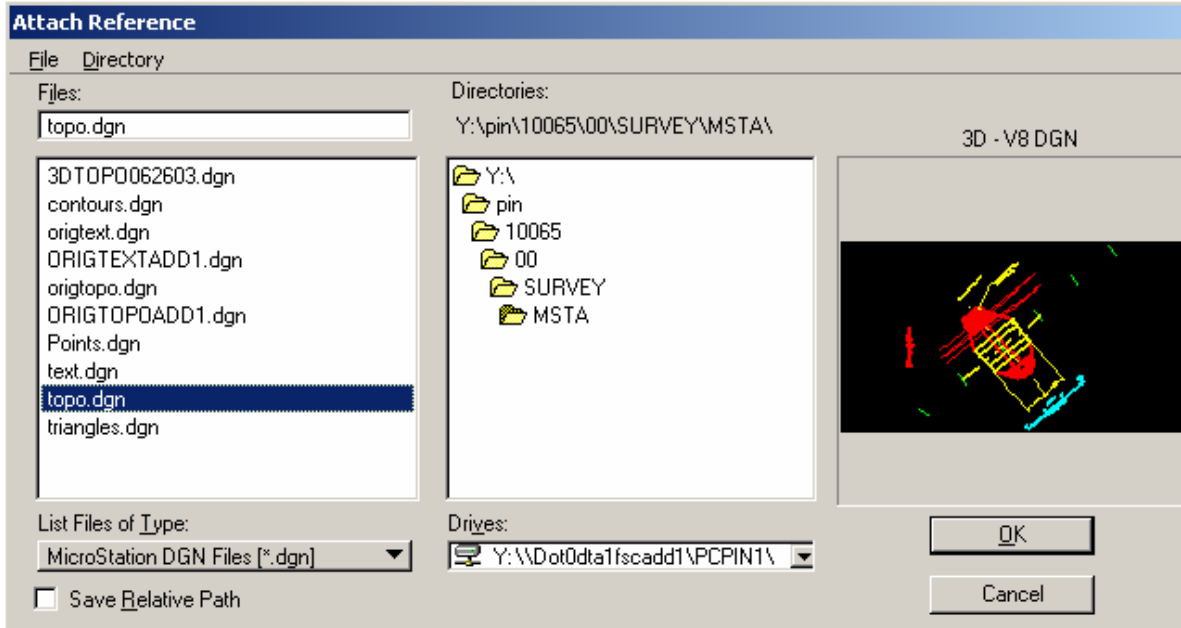 Attach Reference
File Directory
Files:
topo.dgn
3DTOPO062603.dgn
contours.dgn
origtext.dgn
ORIGTEXTADD1.dgn
origtopo.dgn
ORIGTOPOADD1.dgn
Points.dgn
text.dgn
topo.dgn
triangles.dgn
List Files of Type:
MicroStation DGN Files [*.dgn]
Save Relative Path
Directories:
Y:\pin\10065\00\SURVEY\MSTA\
Y:\
pin
10065
00
SURVEY
MSTA
Drives:
Y:\\Dot0dta1fscadd1\PCPIN1\
3D - V8 DGN
OK
Cancel